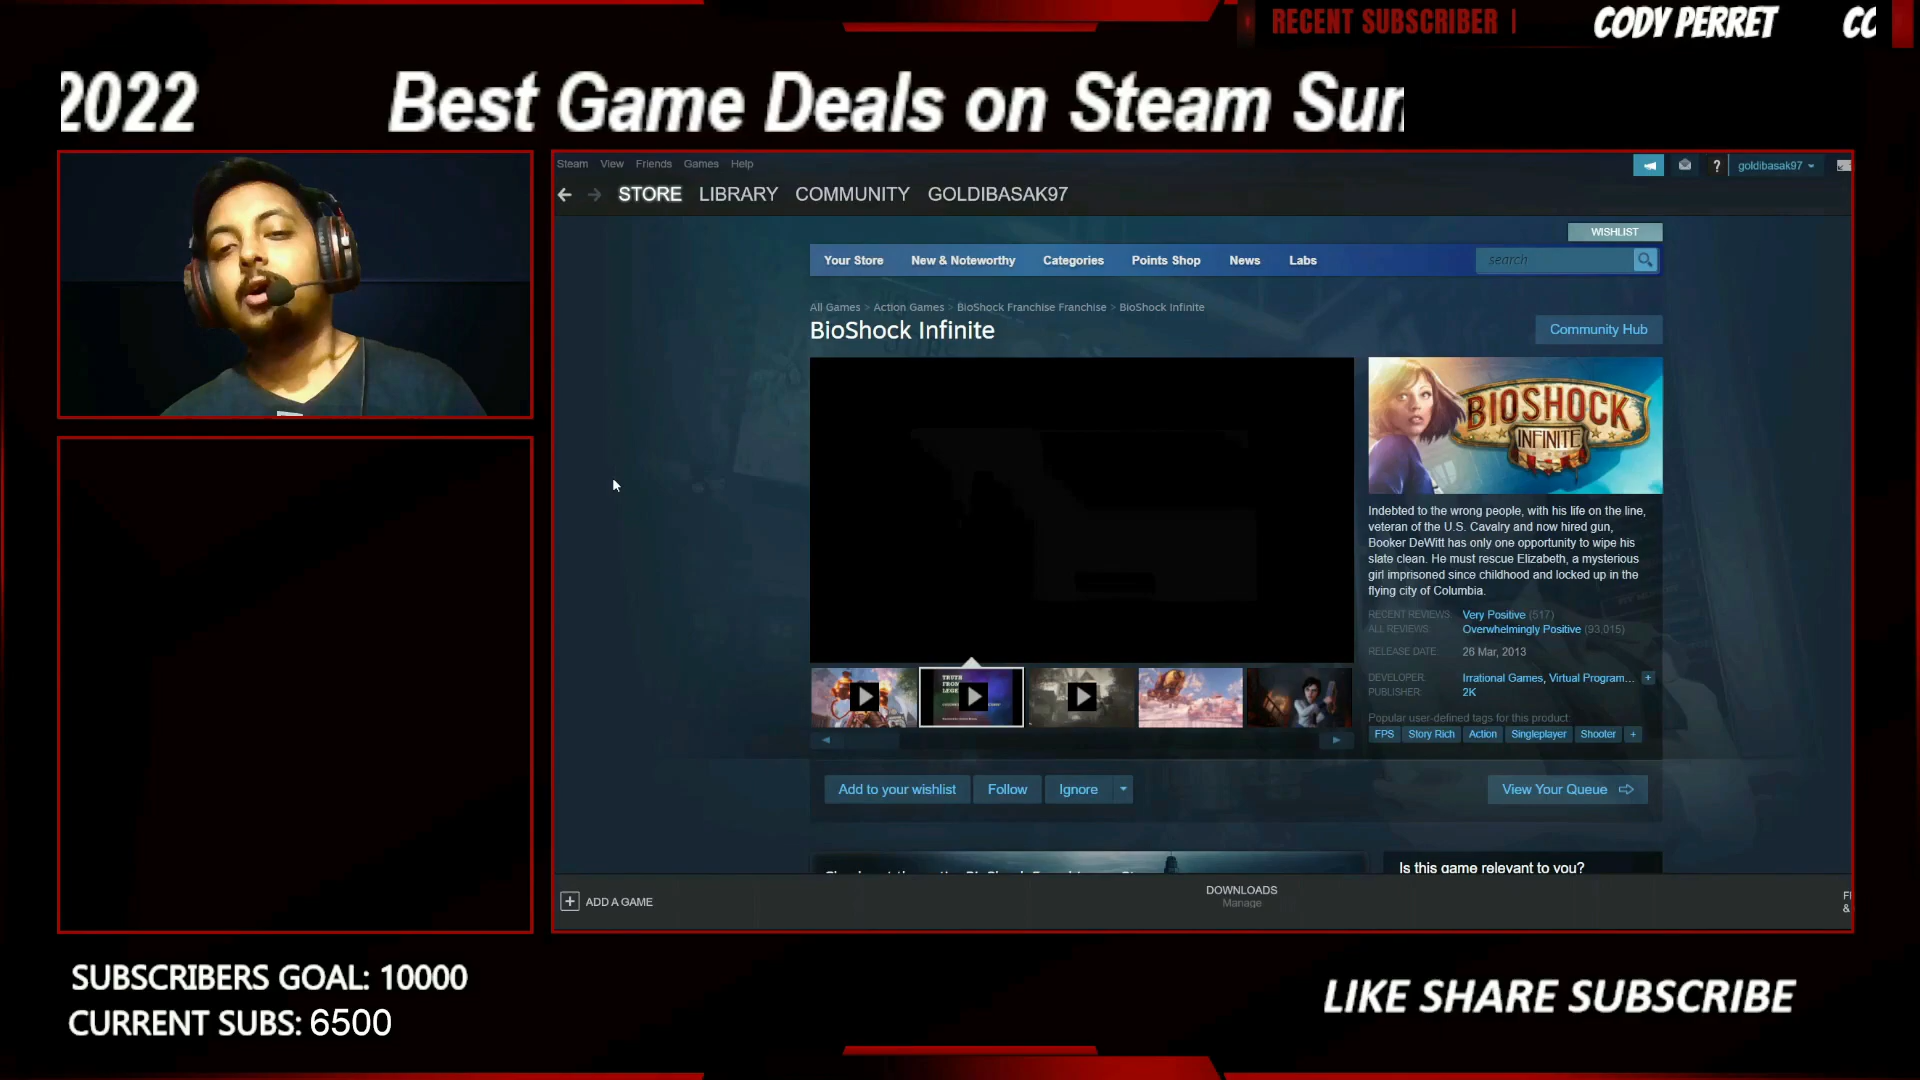 RECENT SUBSCRIBER | CODY PERRET CO
2022 Best Game Deals on Steam Sum
Steam View Friends Games Help
? goldibasak97
STORE LIBRARY COMMUNITY GOLDIBASAK97
WISHLIST
Your Store New & Noteworthy Categories Points Shop News Labs search
All Games > Action Games > BioShock Franchise Franchise > BioShock Infinite
BioShock Infinite
Community Hub
BIOSHOCK
INFINITE
Indebted to the wrong people, with his life on the line,
veteran of the U.S. Cavalry and now hired gun,
Booker DeWitt has only one opportunity to wipe his
slate clean. He must rescue Elizabeth, a mysterious
girl imprisoned since childhood and locked up in the
flying city of Columbia.
RECENT REVIEWS: Very Positive (517)
ALL REVIEWS: Overwhelmingly Positive (93,015)
RELEASE DATE: 26 Mar, 2013
DEVELOPER: Irrational Games, Virtual Program... +
PUBLISHER: 2K
Popular user-defined tags for this product:
FPS Story Rich Action Singleplayer Shooter +
TRUTH
FROM
LEGE
Add to your wishlist Follow Ignore View Your Queue
Is this game relevant to you?
+ ADD A GAME
DOWNLOADS
Manage
&
SUBSCRIBERS GOAL: 10000
CURRENT SUBS: 6500
LIKE SHARE SUBSCRIBE